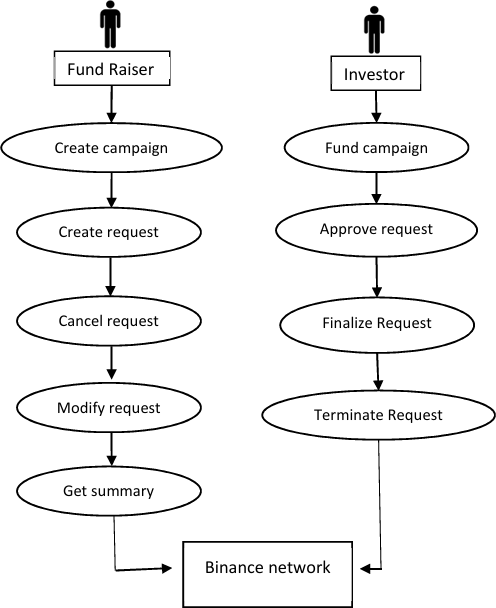 Fund Raiser
Create campaign
Create request
Cancel request
Modify request
Get summary
Investor
Fund campaign
Approve request
Finalize Request
Terminate Request
Binance network